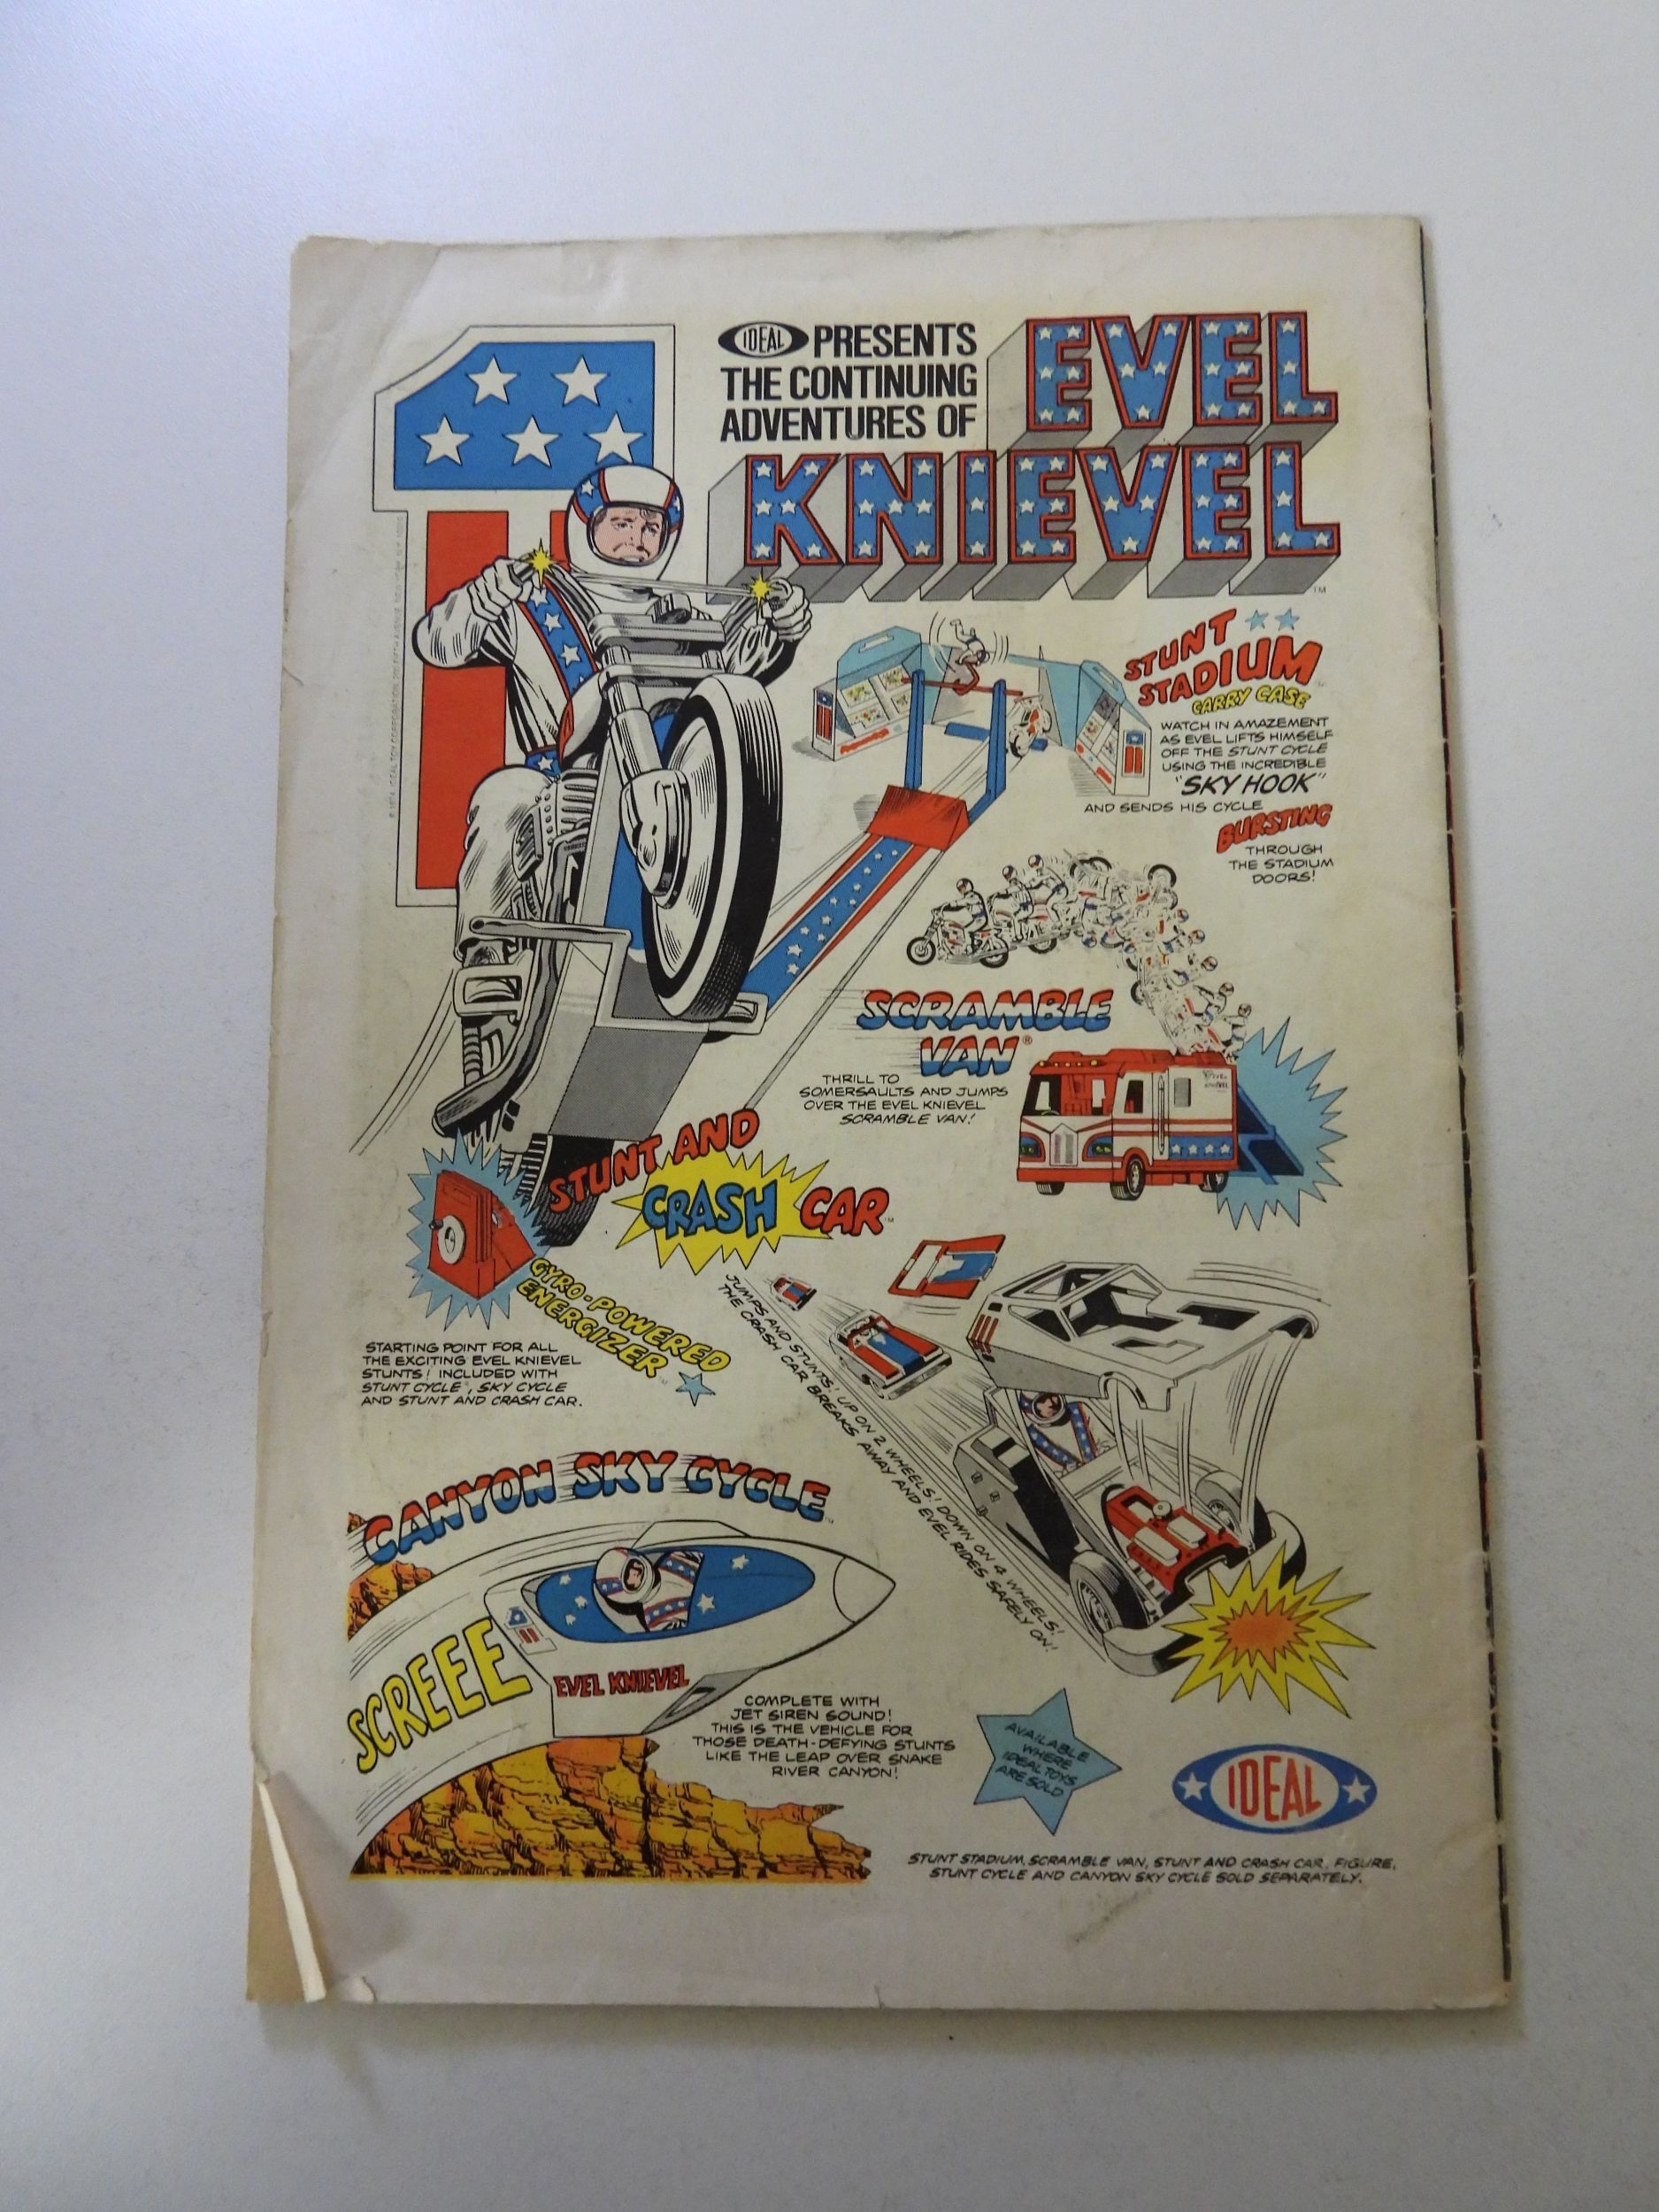 IDEAL PRESENTS
THE CONTINUING
ADVENTURES OF
EVEL
KNIEVEL
TM
STUNT
STADIUM
CARRY CASE
WATCH IN AMAZEMENT
AS EVEL LIFTS HIMSELF
OFF THE STUNT CYCLE
USING THE INCREDIBLE
"SKY HOOK"
AND SENDS HIS CYCLE
BURSTING
THROUGH
THE STADIUM
DOORS!
SCRAMBLE
VAN®
THRILL TO
SOMERSAULTS AND JUMPS
OVER THE EVEL KNIEVEL
SCRAMBLE VAN!
STUNT AND
CRASH CAR
JUMPS AND STUNTS! UP ON 2 WHEELS! DOWN ON 4 WHEELS!
THE CRASH CAR BREAKS AWAY AND EVEL RIDES SAFELY ON!
GYRO-POWERED
ENERGIZER
STARTING POINT FOR ALL
THE EXCITING EVEL KNIEVEL
STUNTS! INCLUDED WITH
STUNT CYCLE®, SKY CYCLE
AND STUNT AND CRASH CAR.
CANYON SKY CYCLE
SCREEE
EVEL KNIEVEL
COMPLETE WITH
JET SIREN SOUND!
THIS IS THE VEHICLE FOR
THOSE DEATH-DEFYING STUNTS
LIKE THE LEAP OVER SNAKE
RIVER CANYON!
AVAILABLE
WHERE
IDEAL TOYS
ARE SOLD
IDEAL
STUNT STADIUM, SCRAMBLE VAN, STUNT AND CRASH CAR, FIGURE,
STUNT CYCLE AND CANYON SKY CYCLE SOLD SEPARATELY.